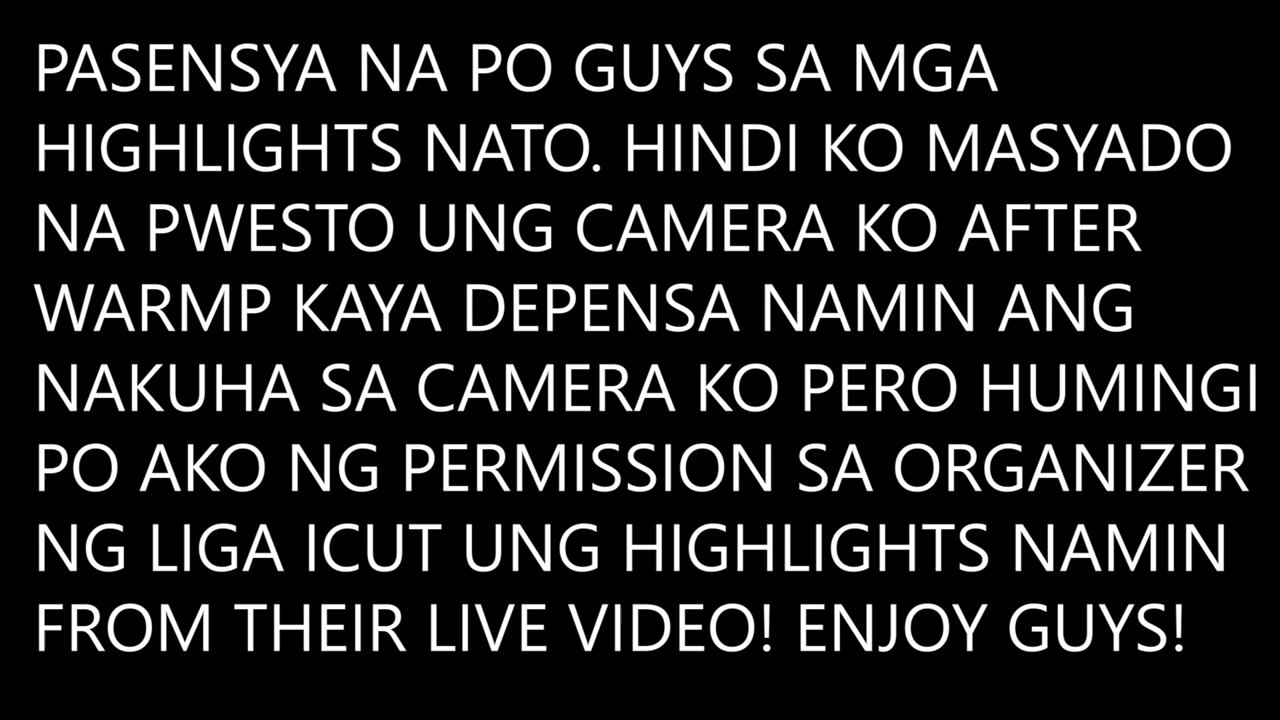 PASENSYA NA PO GUYS SA MGA
HIGHLIGHTS NATO. HINDI KO MASYADO
NA PWESTO UNG CAMERA KO AFTER
WARMP KAYA DEPENSA NAMIN ANG
NAKUHA SA CAMERA KO PERO HUMINGI
PO AKO NG PERMISSION SA ORGANIZER
NG LIGA ICUT UNG HIGHLIGHTS NAMIN
FROM THEIR LIVE VIDEO! ENJOY GUYS!